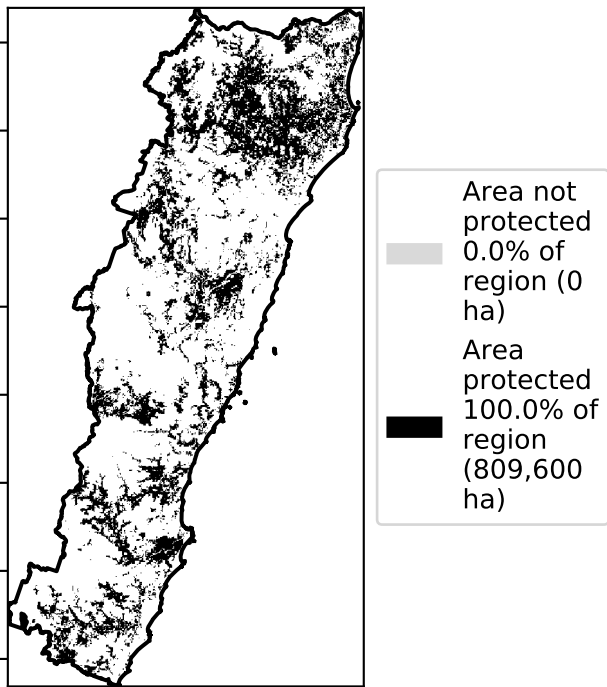 Area not
protected
0.0% of
region (0
ha)
Area
protected
100.0% of
region
(809,600
ha)